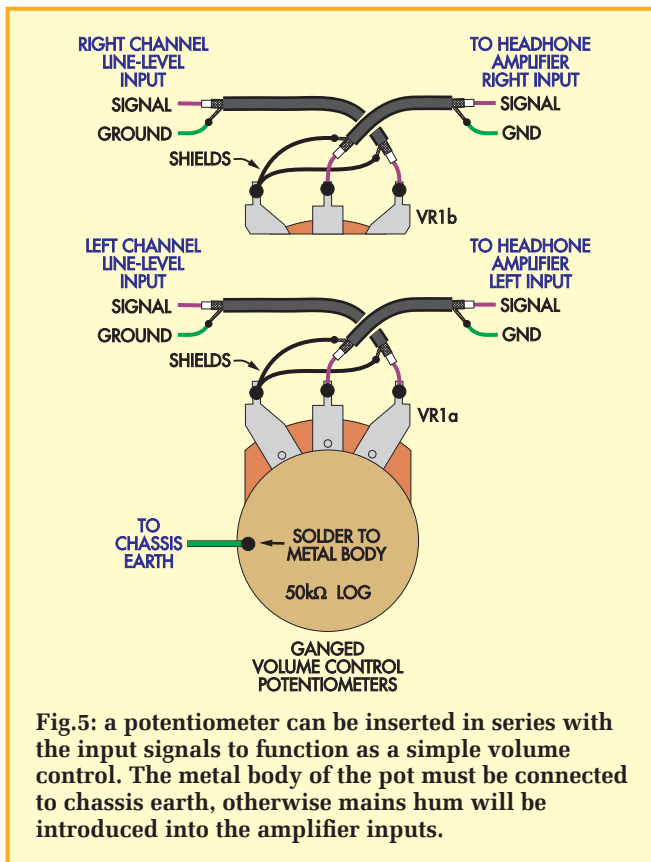 RIGHT CHANNEL
LINE-LEVEL
INPUT
SIGNAL
GROUND
SHIELDS
TO HEADHONE
AMPLIFIER
RIGHT INPUT
SIGNAL
GND
VR1b
LEFT CHANNEL
LINE-LEVEL
INPUT
SIGNAL
GROUND
SHIELDS
TO HEADHONE
AMPLIFIER
LEFT INPUT
SIGNAL
GND
VR1a
TO
CHASSIS
EARTH
SOLDER TO
METAL BODY
50kΩ LOG
GANGED
VOLUME CONTROL
POTENTIOMETERS
Fig.5: a potentiometer can be inserted in series with
the input signals to function as a simple volume
control. The metal body of the pot must be connected
to chassis earth, otherwise mains hum will be
introduced into the amplifier inputs.